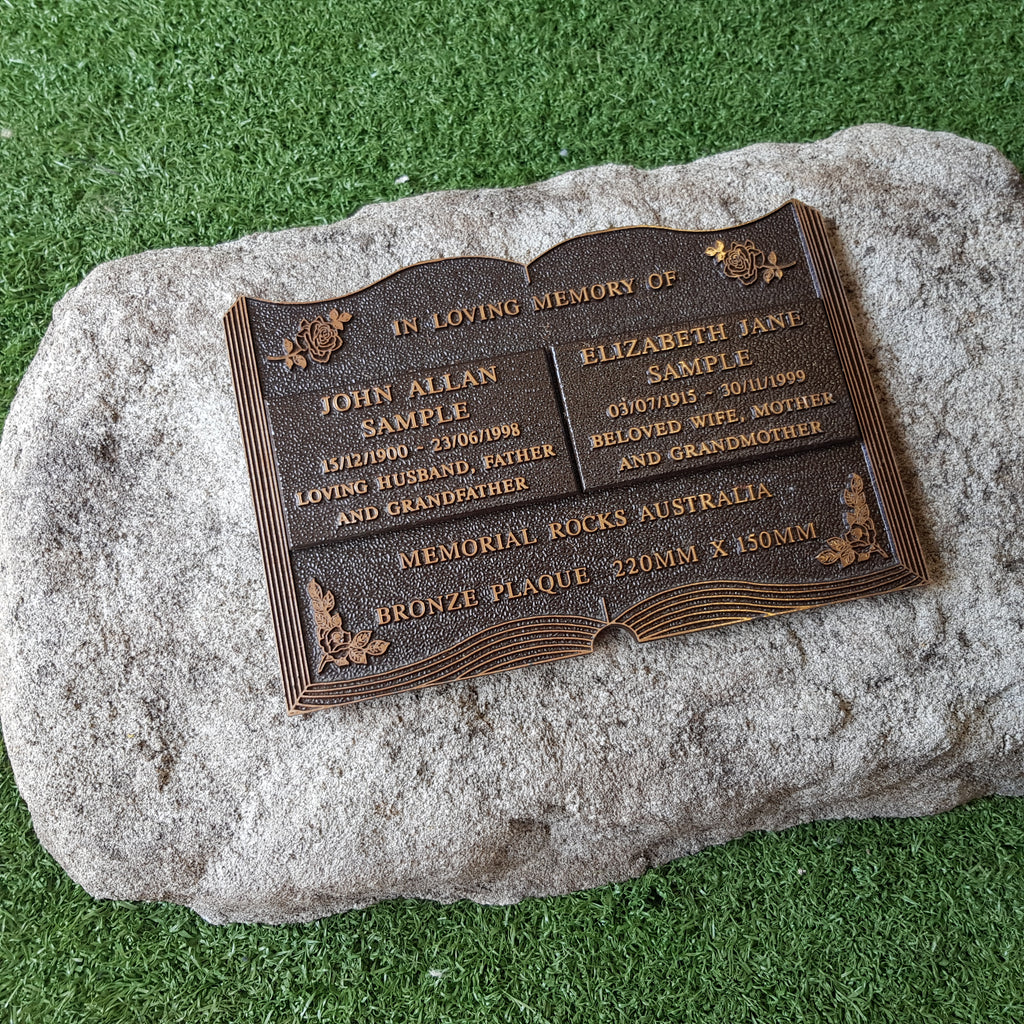 IN LOVING MEMORY OF
JOHN ALLAN
SAMPLE
15/12/1900 - 23/06/1998
LOVING HUSBAND, FATHER
AND GRANDFATHER
ELIZABETH JANE
SAMPLE
03/07/1915 - 30/11/1999
BELOVED WIFE, MOTHER
AND GRANDMOTHER
MEMORIAL ROCKS AUSTRALIA
BRONZE PLAQUE 220MM X 150MM